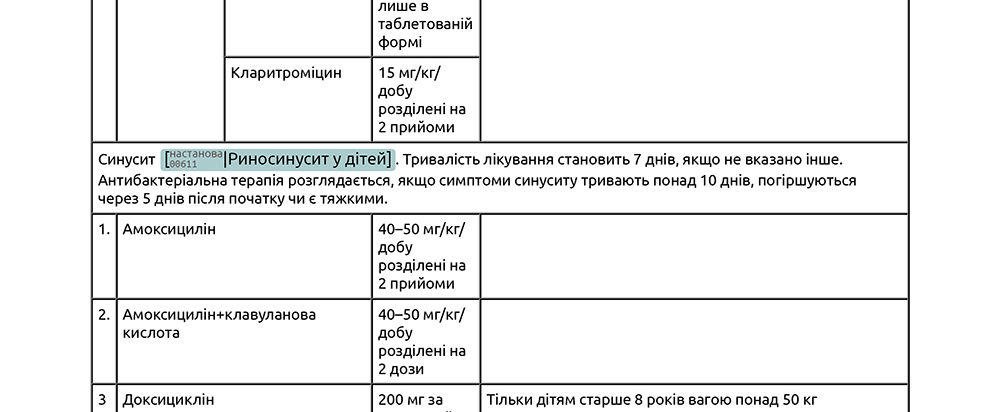 лише в
таблетованій
формі
Кларитроміцин
15 мг/кг/
добу
розділені на
2 прийоми
Синусит [настанова 00611|Риносинусит у дітей]. Тривалість лікування становить 7 днів, якщо не вказано інше.
Антибактеріальна терапія розглядається, якщо симптоми синуситу тривають понад 10 днів, погіршуються
через 5 днів після початку чи є тяжкими.
1.
Амоксицилін
40–50 мг/кг/
добу
розділені на
2 прийоми
2.
Амоксицилін+клавуланова
кислота
40–50 мг/кг/
добу
розділені на
2 дози
3
Доксициклін
200 мг за
Тільки дітям старше 8 років вагою понад 50 кг